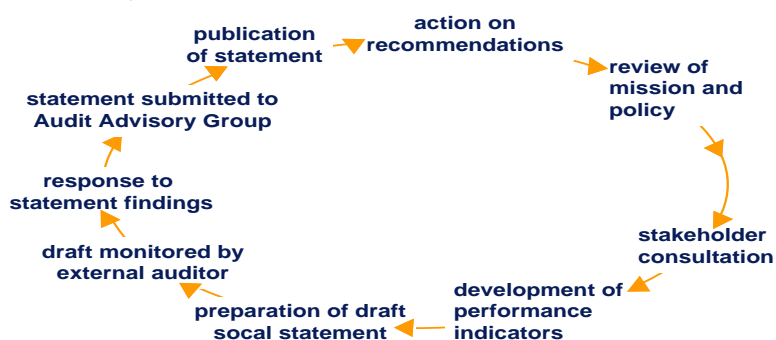 publication
of statement
action on
recommendations
review of
mission and
policy
stakeholder
consultation
development of
performance
indicators
preparation of draft
socal statement
draft monitored by
external auditor
response to
statement findings
statement submitted to
Audit Advisory Group